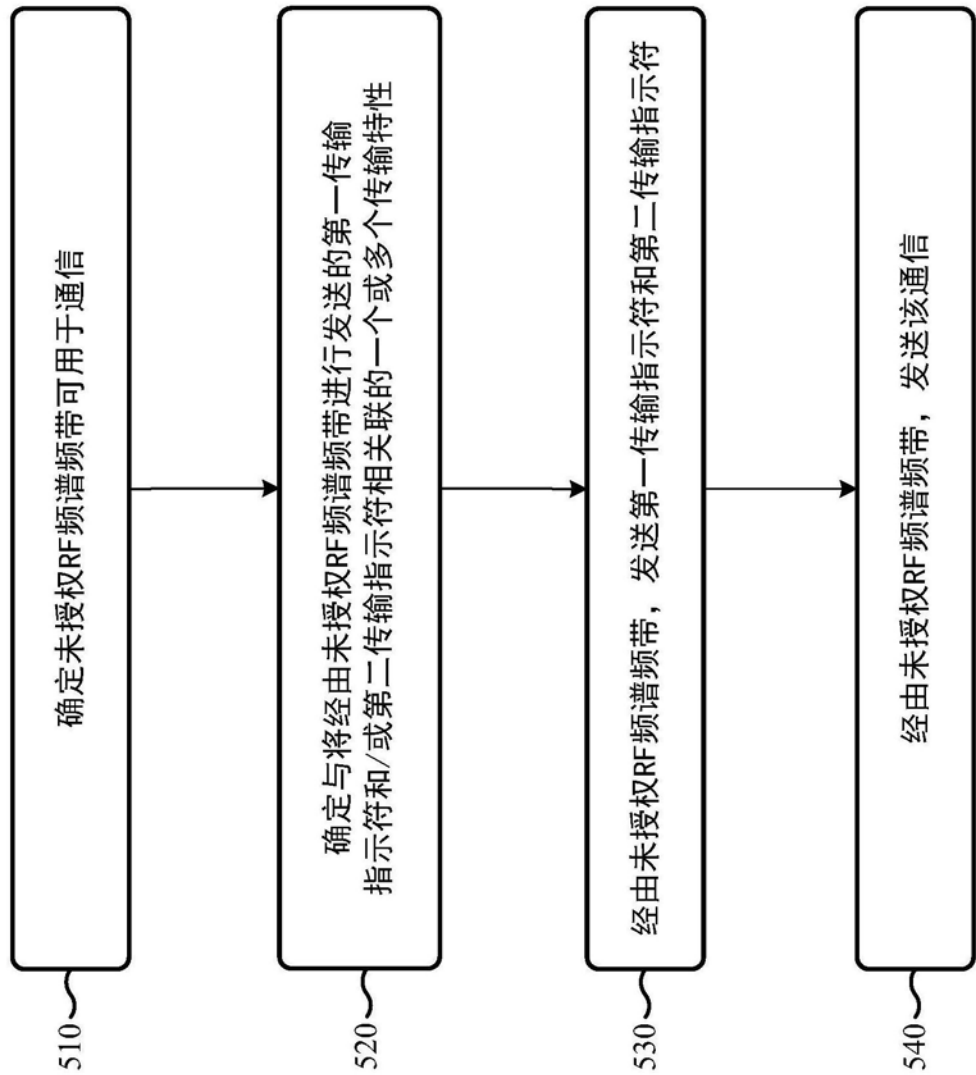 510
确定未授权RF频谱频带可用于通信
520
确定与将经由未授权RF频谱频带进行发送的第一传输
指示符和/或第二传输指示符相关联的一个或多个传输特性
530
经由未授权RF频谱频带，发送第一传输指示符和第二传输指示符
540
经由未授权RF频谱频带，发送该通信